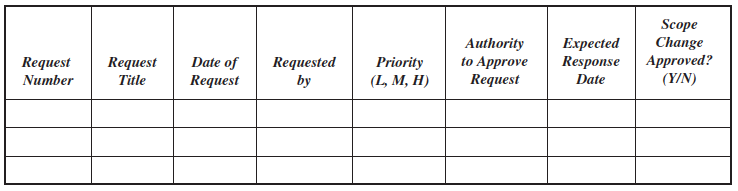 Request
Number
Request
Title
Date of
Request
Requested
by
Priority
(L, M, H)
Authority
to Approve
Request
Expected
Response
Date
Scope
Change
Approved?
(Y/N)